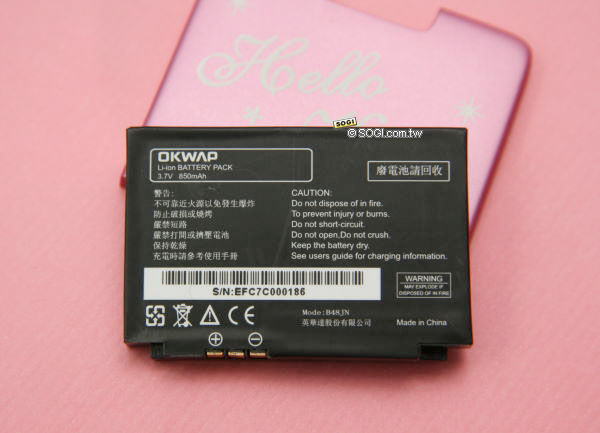 Hello
SOGI
© SOGI.com.tw
OKWAP
Li-ion BATTERY PACK
3.7V 850mAh
廢電池請回收
警告:
不可靠近火源以免發生爆炸
防止破損或燒烤
嚴禁短路
嚴禁打開或擠壓電池
保持乾燥
充電時請參考使用手冊
CAUTION:
Do not dispose of in fire.
To prevent injury or burns.
Do not short-circuit.
Do not open,Do not crush.
Keep the battery dry.
See users guide for charging information.
S/N:EFC7C000186
WARNING
MAY EXPLODE IF
DAMAGED OR
DISPOSED OF IN FIRE
Model : B48JN
英華達股份有限公司
Made in China